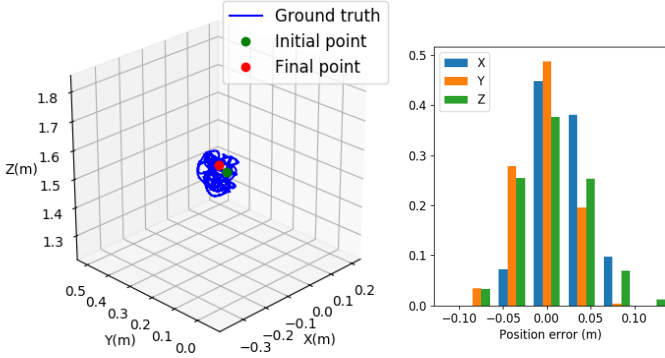 Ground truth
Initial point
Final point
Z(m)
1.8
1.7
1.6
1.5
1.4
1.3
0.5
0.4
0.3
0.2
0.1
0.0
Y(m)
−0.3
−0.2
−0.1
0.0
0.1
0.2
X(m)
X
Y
Z
0.5
0.4
0.3
0.2
0.1
0.0
−0.10 −0.05 0.00 0.05 0.10
Position error (m)